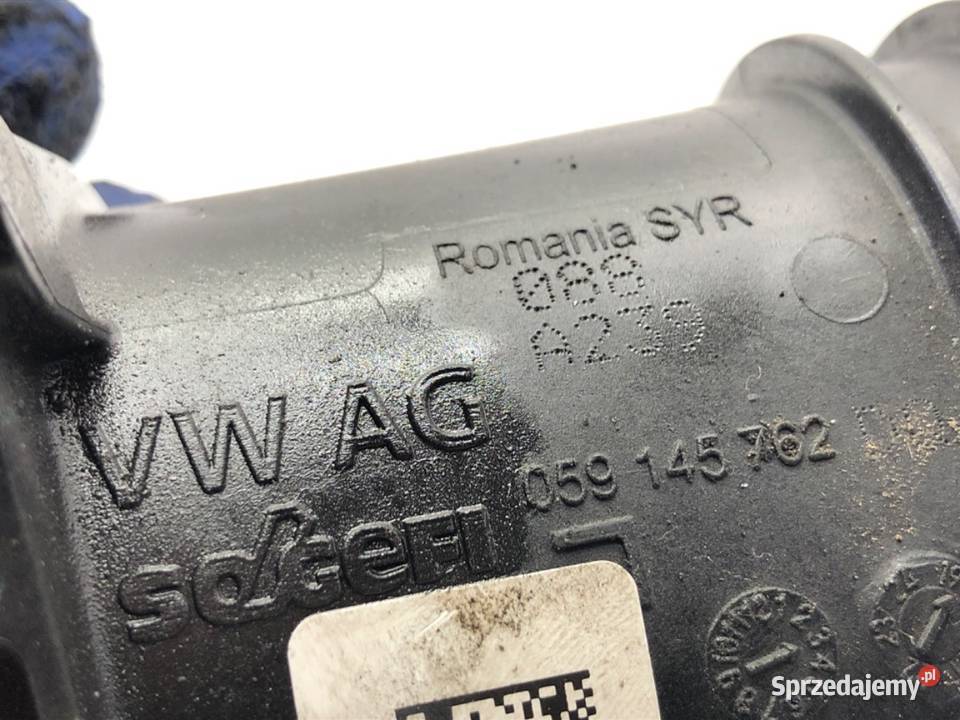 Romania SYR
088
A239
VW AG
059 145 762
sogefi
Sprzedajemy.pl